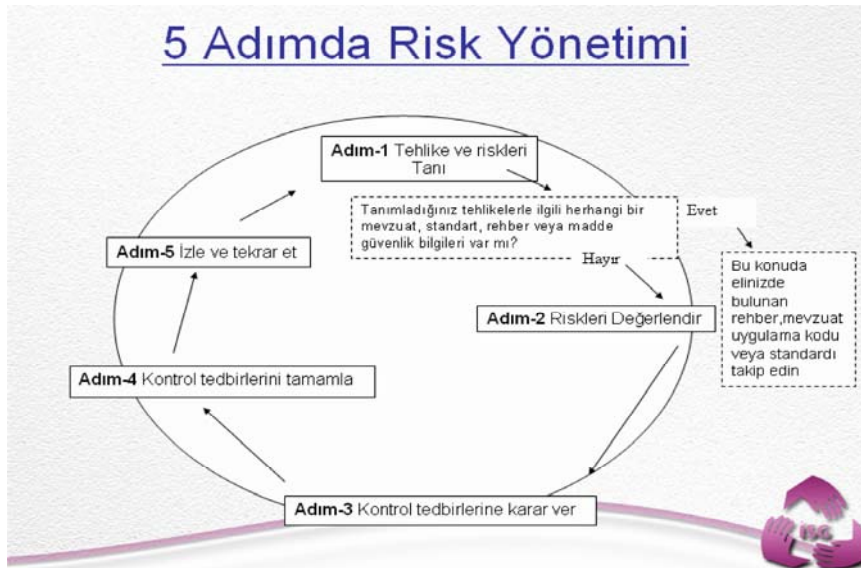 5 Adımda Risk Yönetimi
Adım-1 Tehlike ve riskleri
Tanı
Tanımladığınız tehlikelerle ilgili herhangi bir
mevzuat, standart, rehber veya madde
güvenlik bilgileri var mı?
Evet
Hayır
Bu konuda
elinizde
bulunan
rehber,mevzuat
uygulama kodu
veya standardı
takip edin
Adım-5 İzle ve tekrar et
Adım-2 Riskleri Değerlendir
Adım-4 Kontrol tedbirlerini tamamla
Adım-3 Kontrol tedbirlerine karar ver
ISG